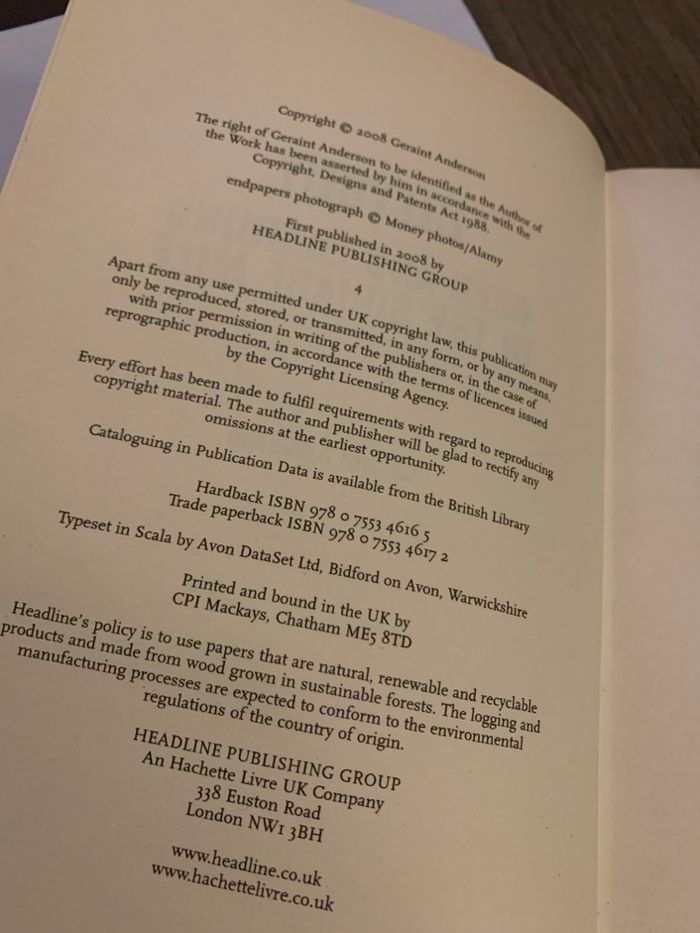 Copyright © 2008 Geraint Anderson
The right of Geraint Anderson to be identified as the Author of
the Work has been asserted by him in accordance with the
Copyright, Designs and Patents Act 1988.
endpapers photograph © Money photos/Alamy
First published in 2008 by
HEADLINE PUBLISHING GROUP
4
Apart from any use permitted under UK copyright law, this publication may
only be reproduced, stored, or transmitted, in any form, or by any means,
with prior permission in writing of the publishers or, in the case of
reprographic production, in accordance with the terms of licences issued
by the Copyright Licensing Agency.
Every effort has been made to fulfil requirements with regard to reproducing
copyright material. The author and publisher will be glad to rectify any
omissions at the earliest opportunity.
Cataloguing in Publication Data is available from the British Library
Hardback ISBN 978 0 7553 4616 5
Trade paperback ISBN 978 0 7553 4617 2
Typeset in Scala by Avon DataSet Ltd, Bidford on Avon, Warwickshire
Printed and bound in the UK by
CPI Mackays, Chatham ME5 8TD
Headline's policy is to use papers that are natural, renewable and recyclable
products and made from wood grown in sustainable forests. The logging and
manufacturing processes are expected to conform to the environmental
regulations of the country of origin.
HEADLINE PUBLISHING GROUP
An Hachette Livre UK Company
338 Euston Road
London NW1 3BH
www.headline.co.uk
www.hachettelivre.co.uk